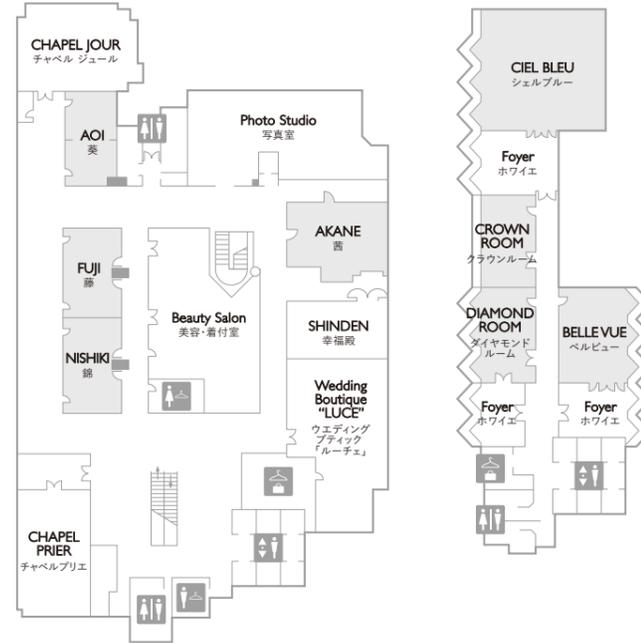 CHAPEL JOUR
チャペル ジュール
AOI
葵
Photo Studio
写真室
AKANE
茜
FUJI
藤
NISHIKI
錦
Beauty Salon
美容・着付室
SHINDEN
幸福殿
Wedding
Boutique
“LUCE”
ウエディング
ブティック
「ルーチェ」
CHAPEL
PRIER
チャペルプリエ
CIEL BLEU
シェルブルー
Foyer
ホワイエ
CROWN
ROOM
クラウンルーム
DIAMOND
ROOM
ダイヤモンド
ルーム
BELLE VUE
ベルビュー
Foyer
ホワイエ
Foyer
ホワイエ